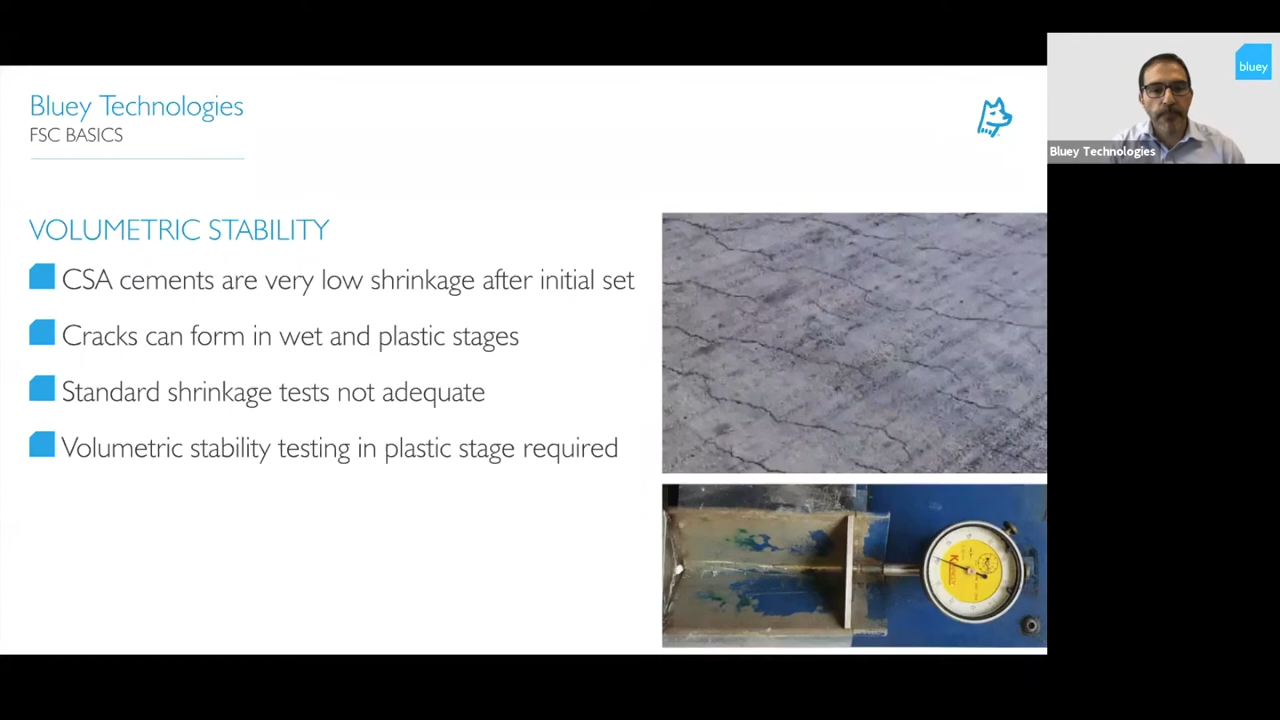 Bluey Technologies
FSC BASICS
VOLUMETRIC STABILITY
CSA cements are very low shrinkage after initial set
Cracks can form in wet and plastic stages
Standard shrinkage tests not adequate
Volumetric stability testing in plastic stage required
bluey
Bluey Technologies